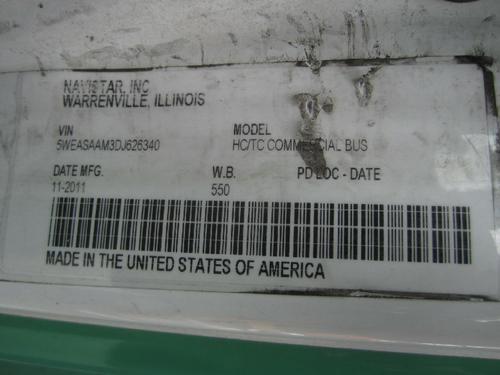 NAVISTAR, INC
WARRENVILLE, ILLINOIS
VIN MODEL
5WEASAAM3DJ626340 HC/TC COMMERCIAL BUS
DATE MFG. W.B. PD LOC - DATE
11-2011 550
MADE IN THE UNITED STATES OF AMERICA